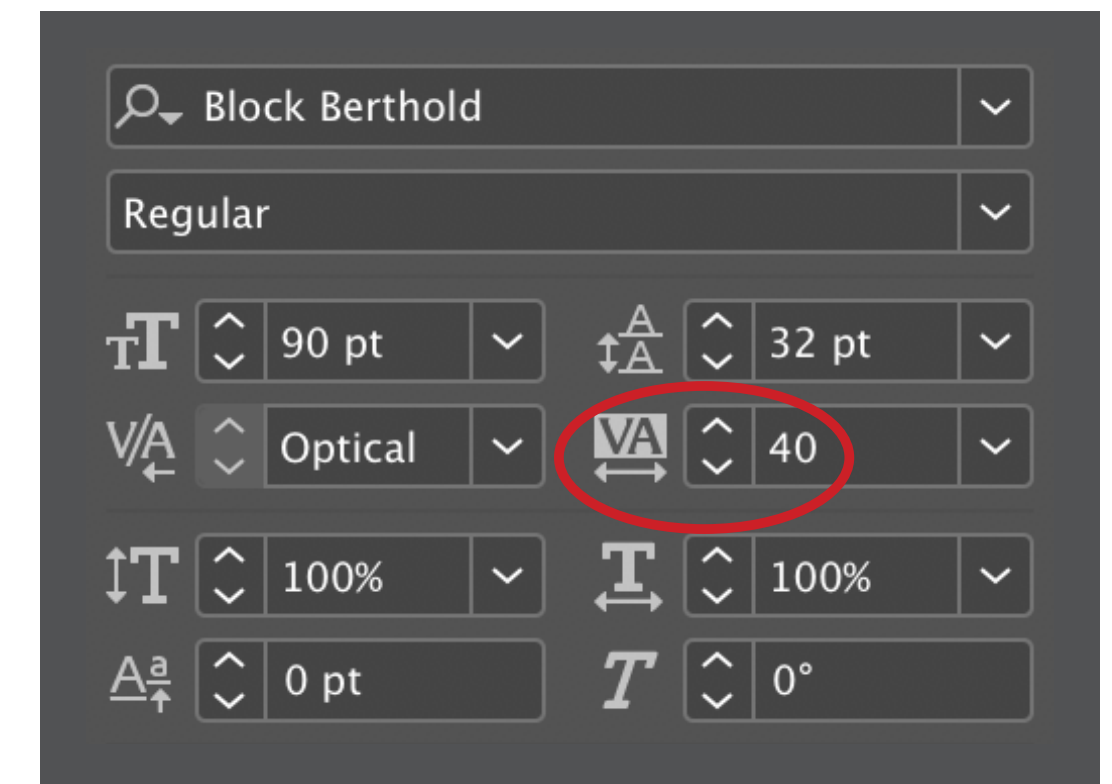 Block Berthold
Regular
90 pt 32 pt
Optical 40
100% 100%
0 pt 0°